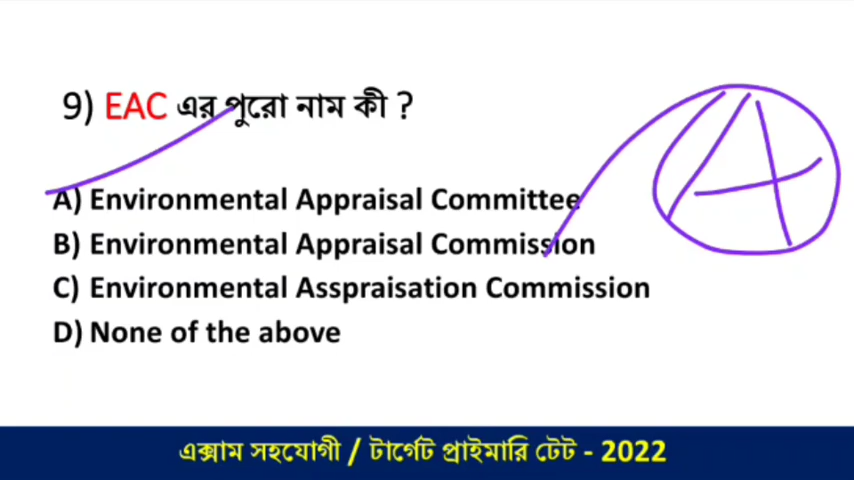 9) EAC এর পুরো নাম কী ?
A) Environmental Appraisal Committee
A
B) Environmental Appraisal Commission
C) Environmental Asspraisation Commission
D) None of the above
এক্সাম সহযোগী / টার্গেট প্রাইমারি টেট - 2022